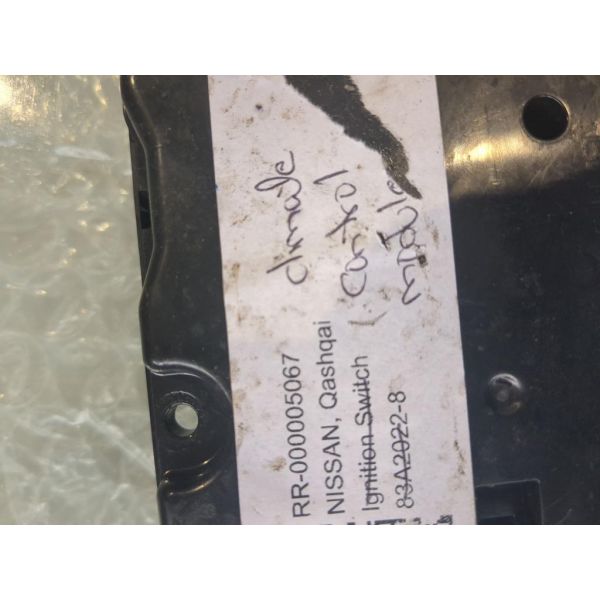 climate
control
module
RR-000005067
NISSAN, Qashqai
Ignition Switch
83A2022-8